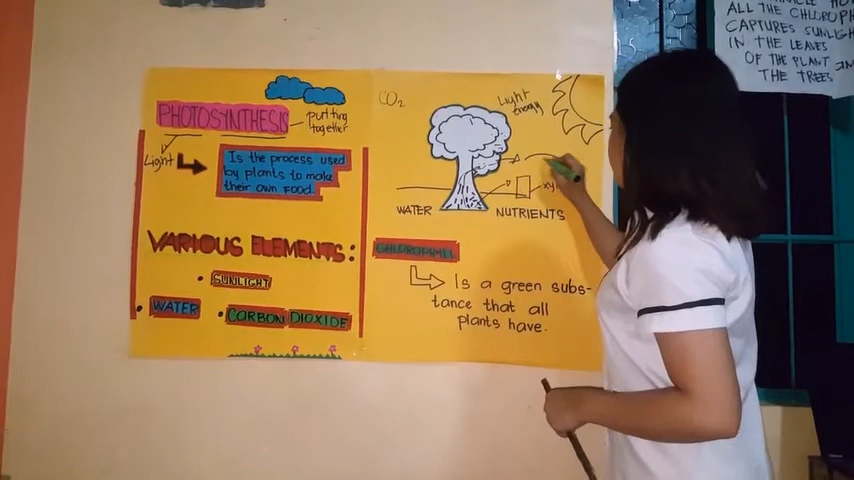 PHOTOSYNTHESIS
putting
together
Light
Is the process used
by plants to make
their own food.
VARIOUS ELEMENTS:
SUNLIGHT
WATER
CARBON DIOXIDE
CO2
Light
energy
WATER
NUTRIENTS
Is a green subs-
tance that all
plants have.
ALL THE
CAPTURES SUNLIGH
IN THE LEAVES
OF THE PLANT
THE TREES